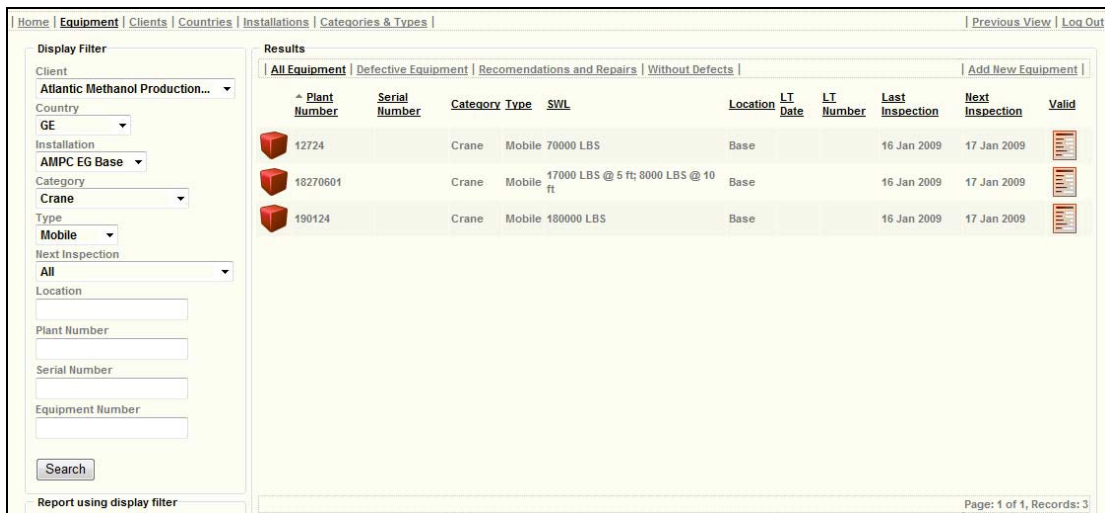 | Home | Equipment | Clients | Countries | Installations | Categories & Types |
| Previous View | Log Out
Display Filter
Client
Atlantic Methanol Production...
Country
GE
Installation
AMPC EG Base
Category
Crane
Type
Mobile
Next Inspection
All
Location
Plant Number
Serial Number
Equipment Number
Search
Report using display filter
Results
| All Equipment | Defective Equipment | Recomendations and Repairs | Without Defects |
| Add New Equipment |
Plant Number Serial Number Category Type SWL Location LT Date LT Number Last Inspection Next Inspection Valid
12724 Crane Mobile 70000 LBS Base 16 Jan 2009 17 Jan 2009
18270601 Crane Mobile 17000 LBS @ 5 ft; 8000 LBS @ 10 ft Base 16 Jan 2009 17 Jan 2009
190124 Crane Mobile 180000 LBS Base 16 Jan 2009 17 Jan 2009
Page: 1 of 1, Records: 3